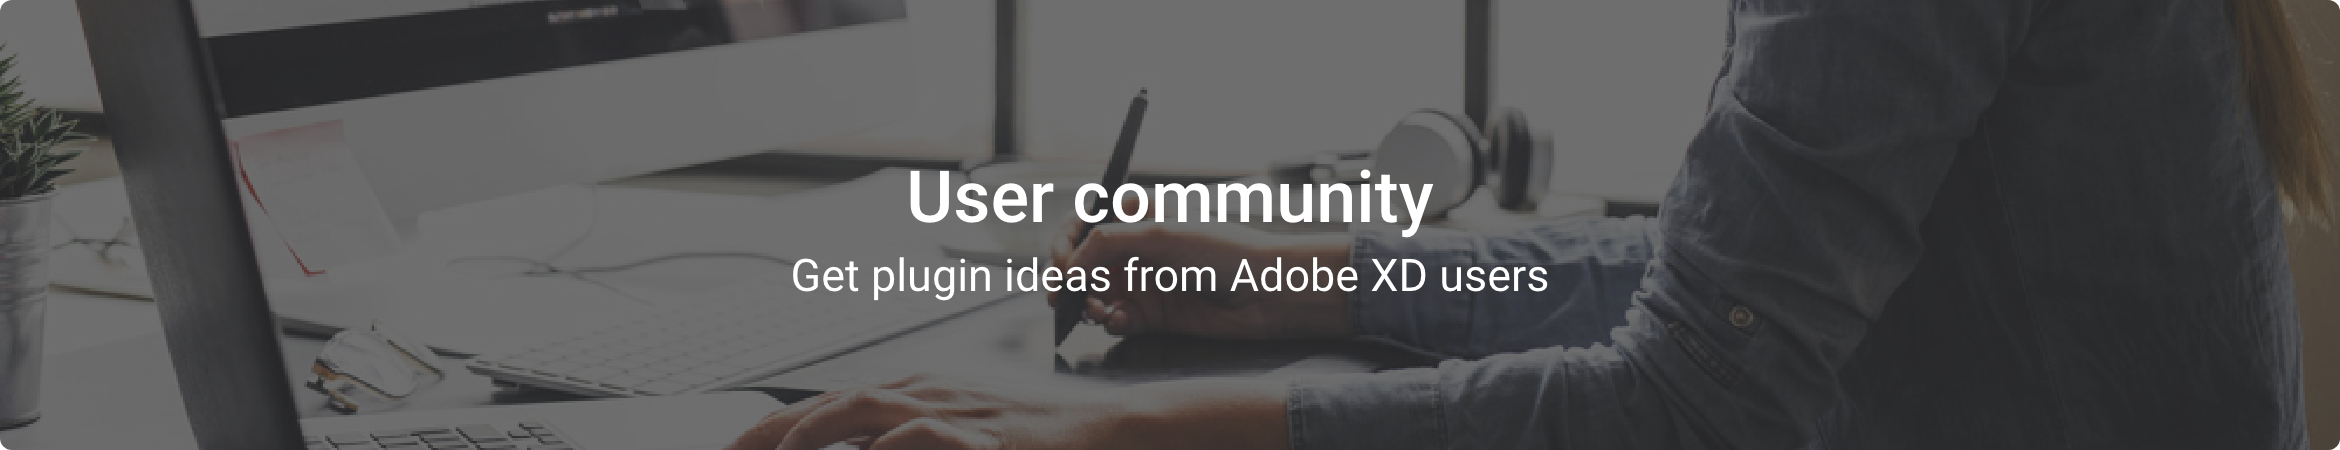 User community
Get plugin ideas from Adobe XD users